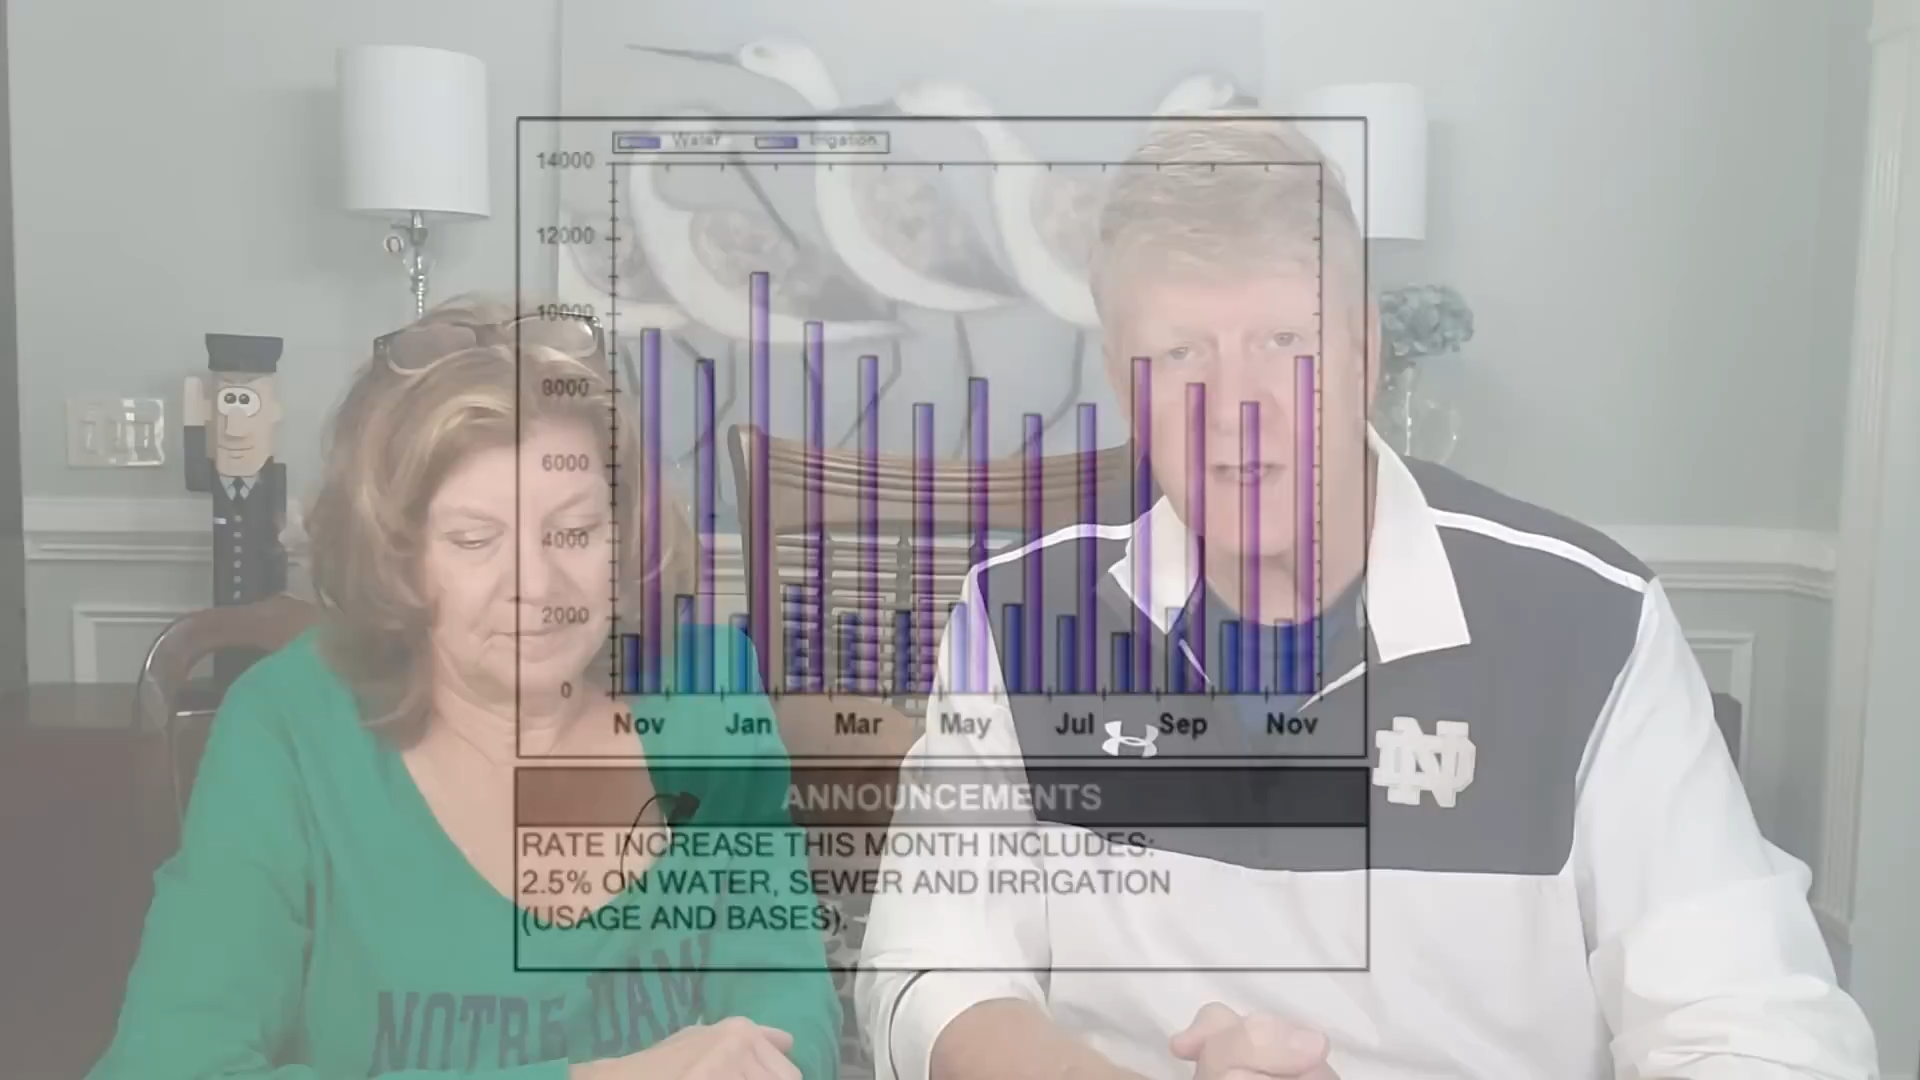 Water Irrigation
14000
12000
10000
8000
6000
4000
2000
0
Nov Jan Mar May Jul Sep Nov
ANNOUNCEMENTS
RATE INCREASE THIS MONTH INCLUDES:
2.5% ON WATER, SEWER AND IRRIGATION
(USAGE AND BASES).
ND
NOTRE DAME